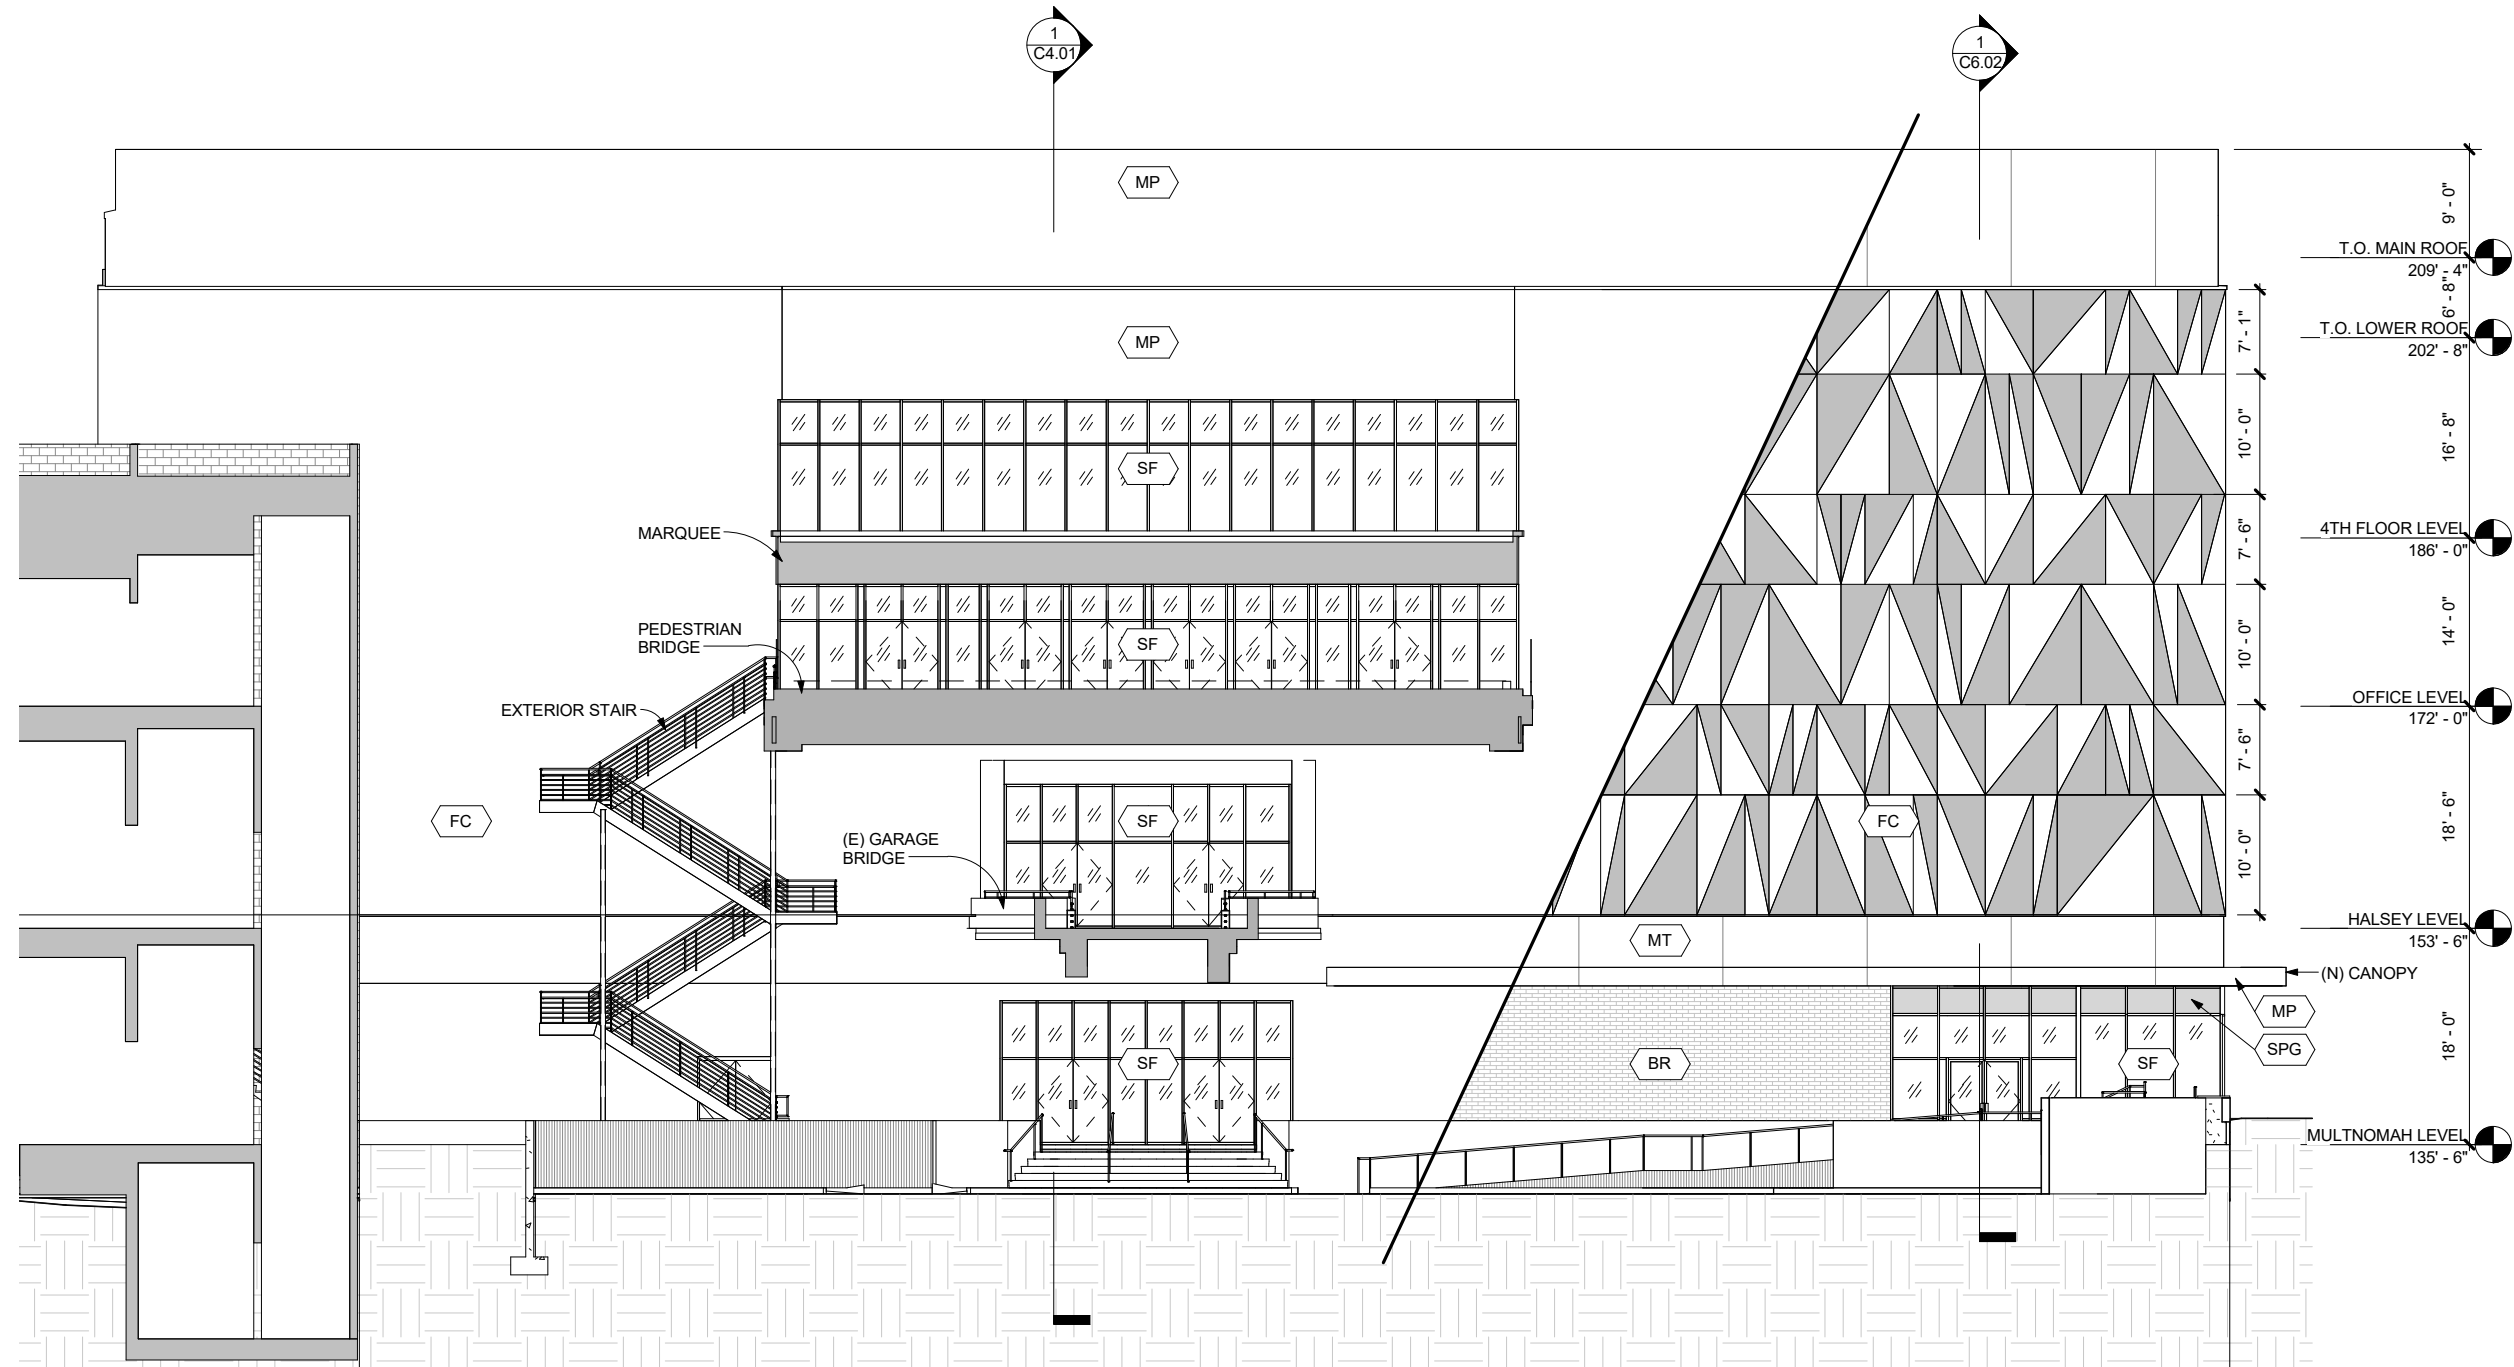 1
C4.01
1
C6.02
MP
9' - 0"
T.O. MAIN ROOF
209' - 4"
6' - 8"
MP
7' - 1"
T.O. LOWER ROOF
202' - 8"
10' - 0"
16' - 8"
SF
MARQUEE
7' - 6"
4TH FLOOR LEVEL
186' - 0"
PEDESTRIAN
BRIDGE
SF
10' - 0"
14' - 0"
EXTERIOR STAIR
OFFICE LEVEL
172' - 0"
7' - 6"
FC
SF
FC
18' - 6"
(E) GARAGE
BRIDGE
10' - 0"
HALSEY LEVEL
153' - 6"
MT
(N) CANOPY
MP
SPG
18' - 0"
SF
BR
SF
MULTNOMAH LEVEL
135' - 6"